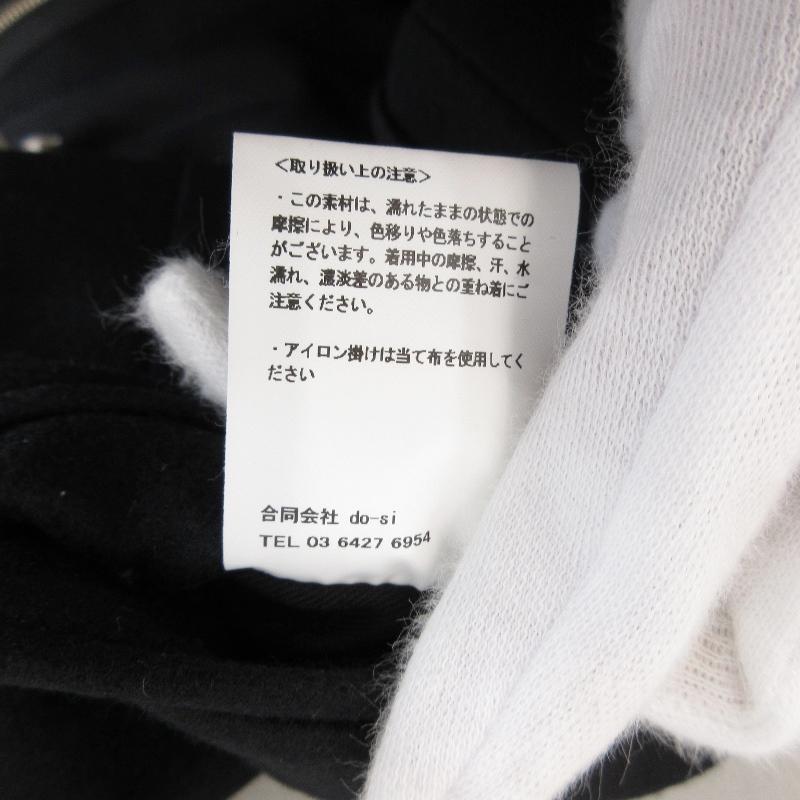 <取り扱い上の注意>
・この素材は、濡れたままの状態での
摩擦により、色移りや色落ちすること
がございます。着用中の摩擦、汗、水
濡れ、濃淡差のある物との重ね着にご
注意ください。
・アイロン掛けは当て布を使用してく
ださい
合同会社 do-si
TEL 03 6427 6954